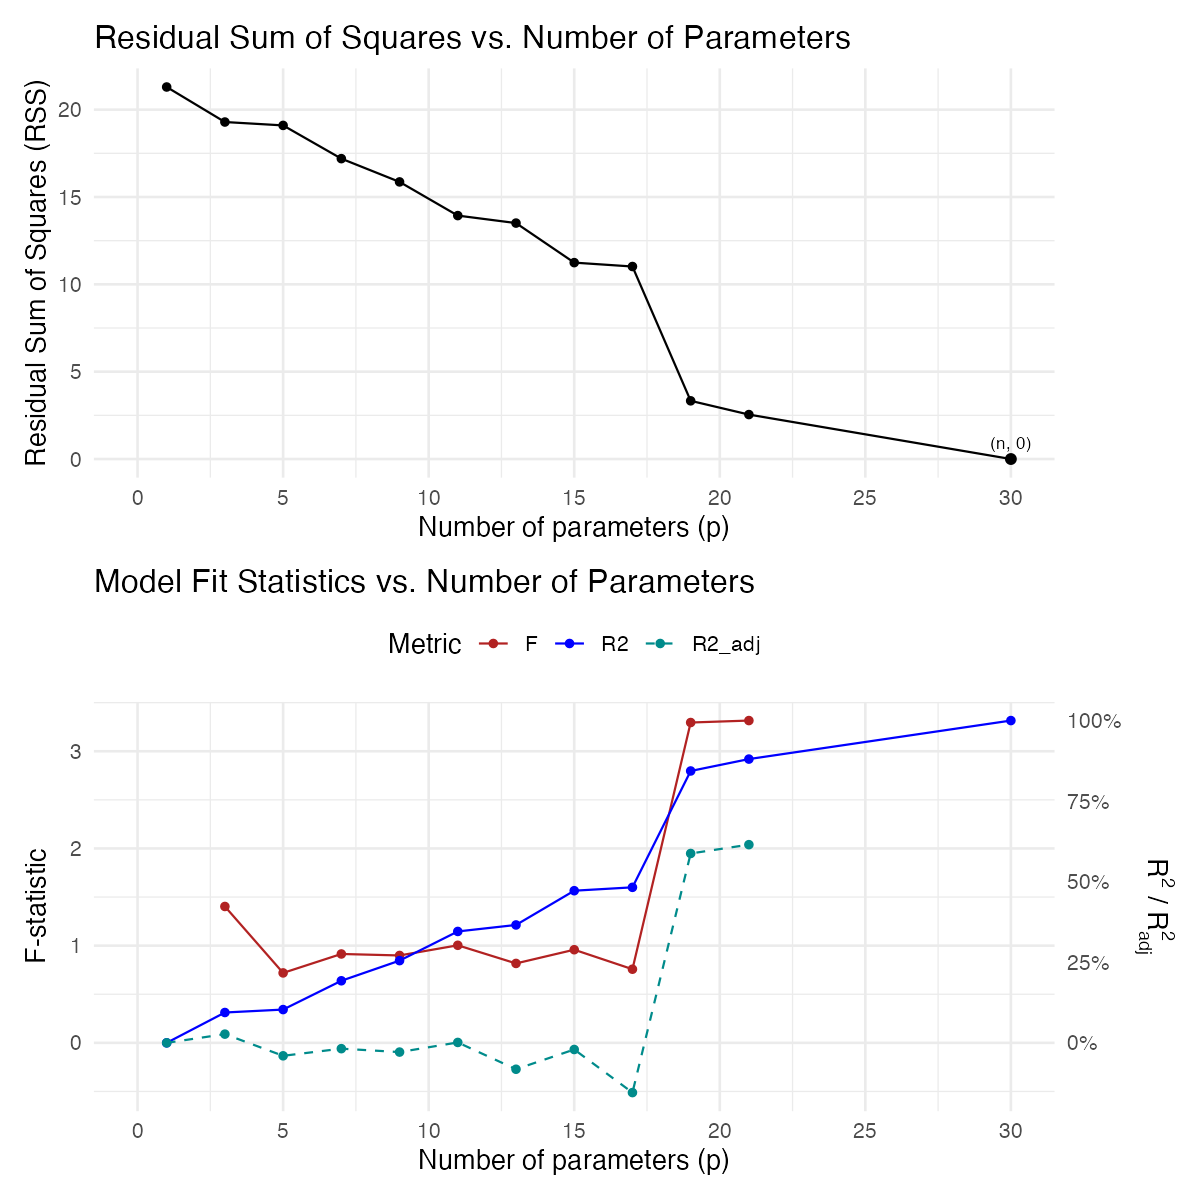 Residual Sum of Squares vs. Number of Parameters
Residual Sum of Squares (RSS)
20
15
10
5
0
(n, 0)
0 5 10 15 20 25 30
Number of parameters (p)
Model Fit Statistics vs. Number of Parameters
Metric F R2 R2_adj
F-statistic
3
2
1
0
100%
75%
50%
25%
0%
R² / R²adj
0 5 10 15 20 25 30
Number of parameters (p)